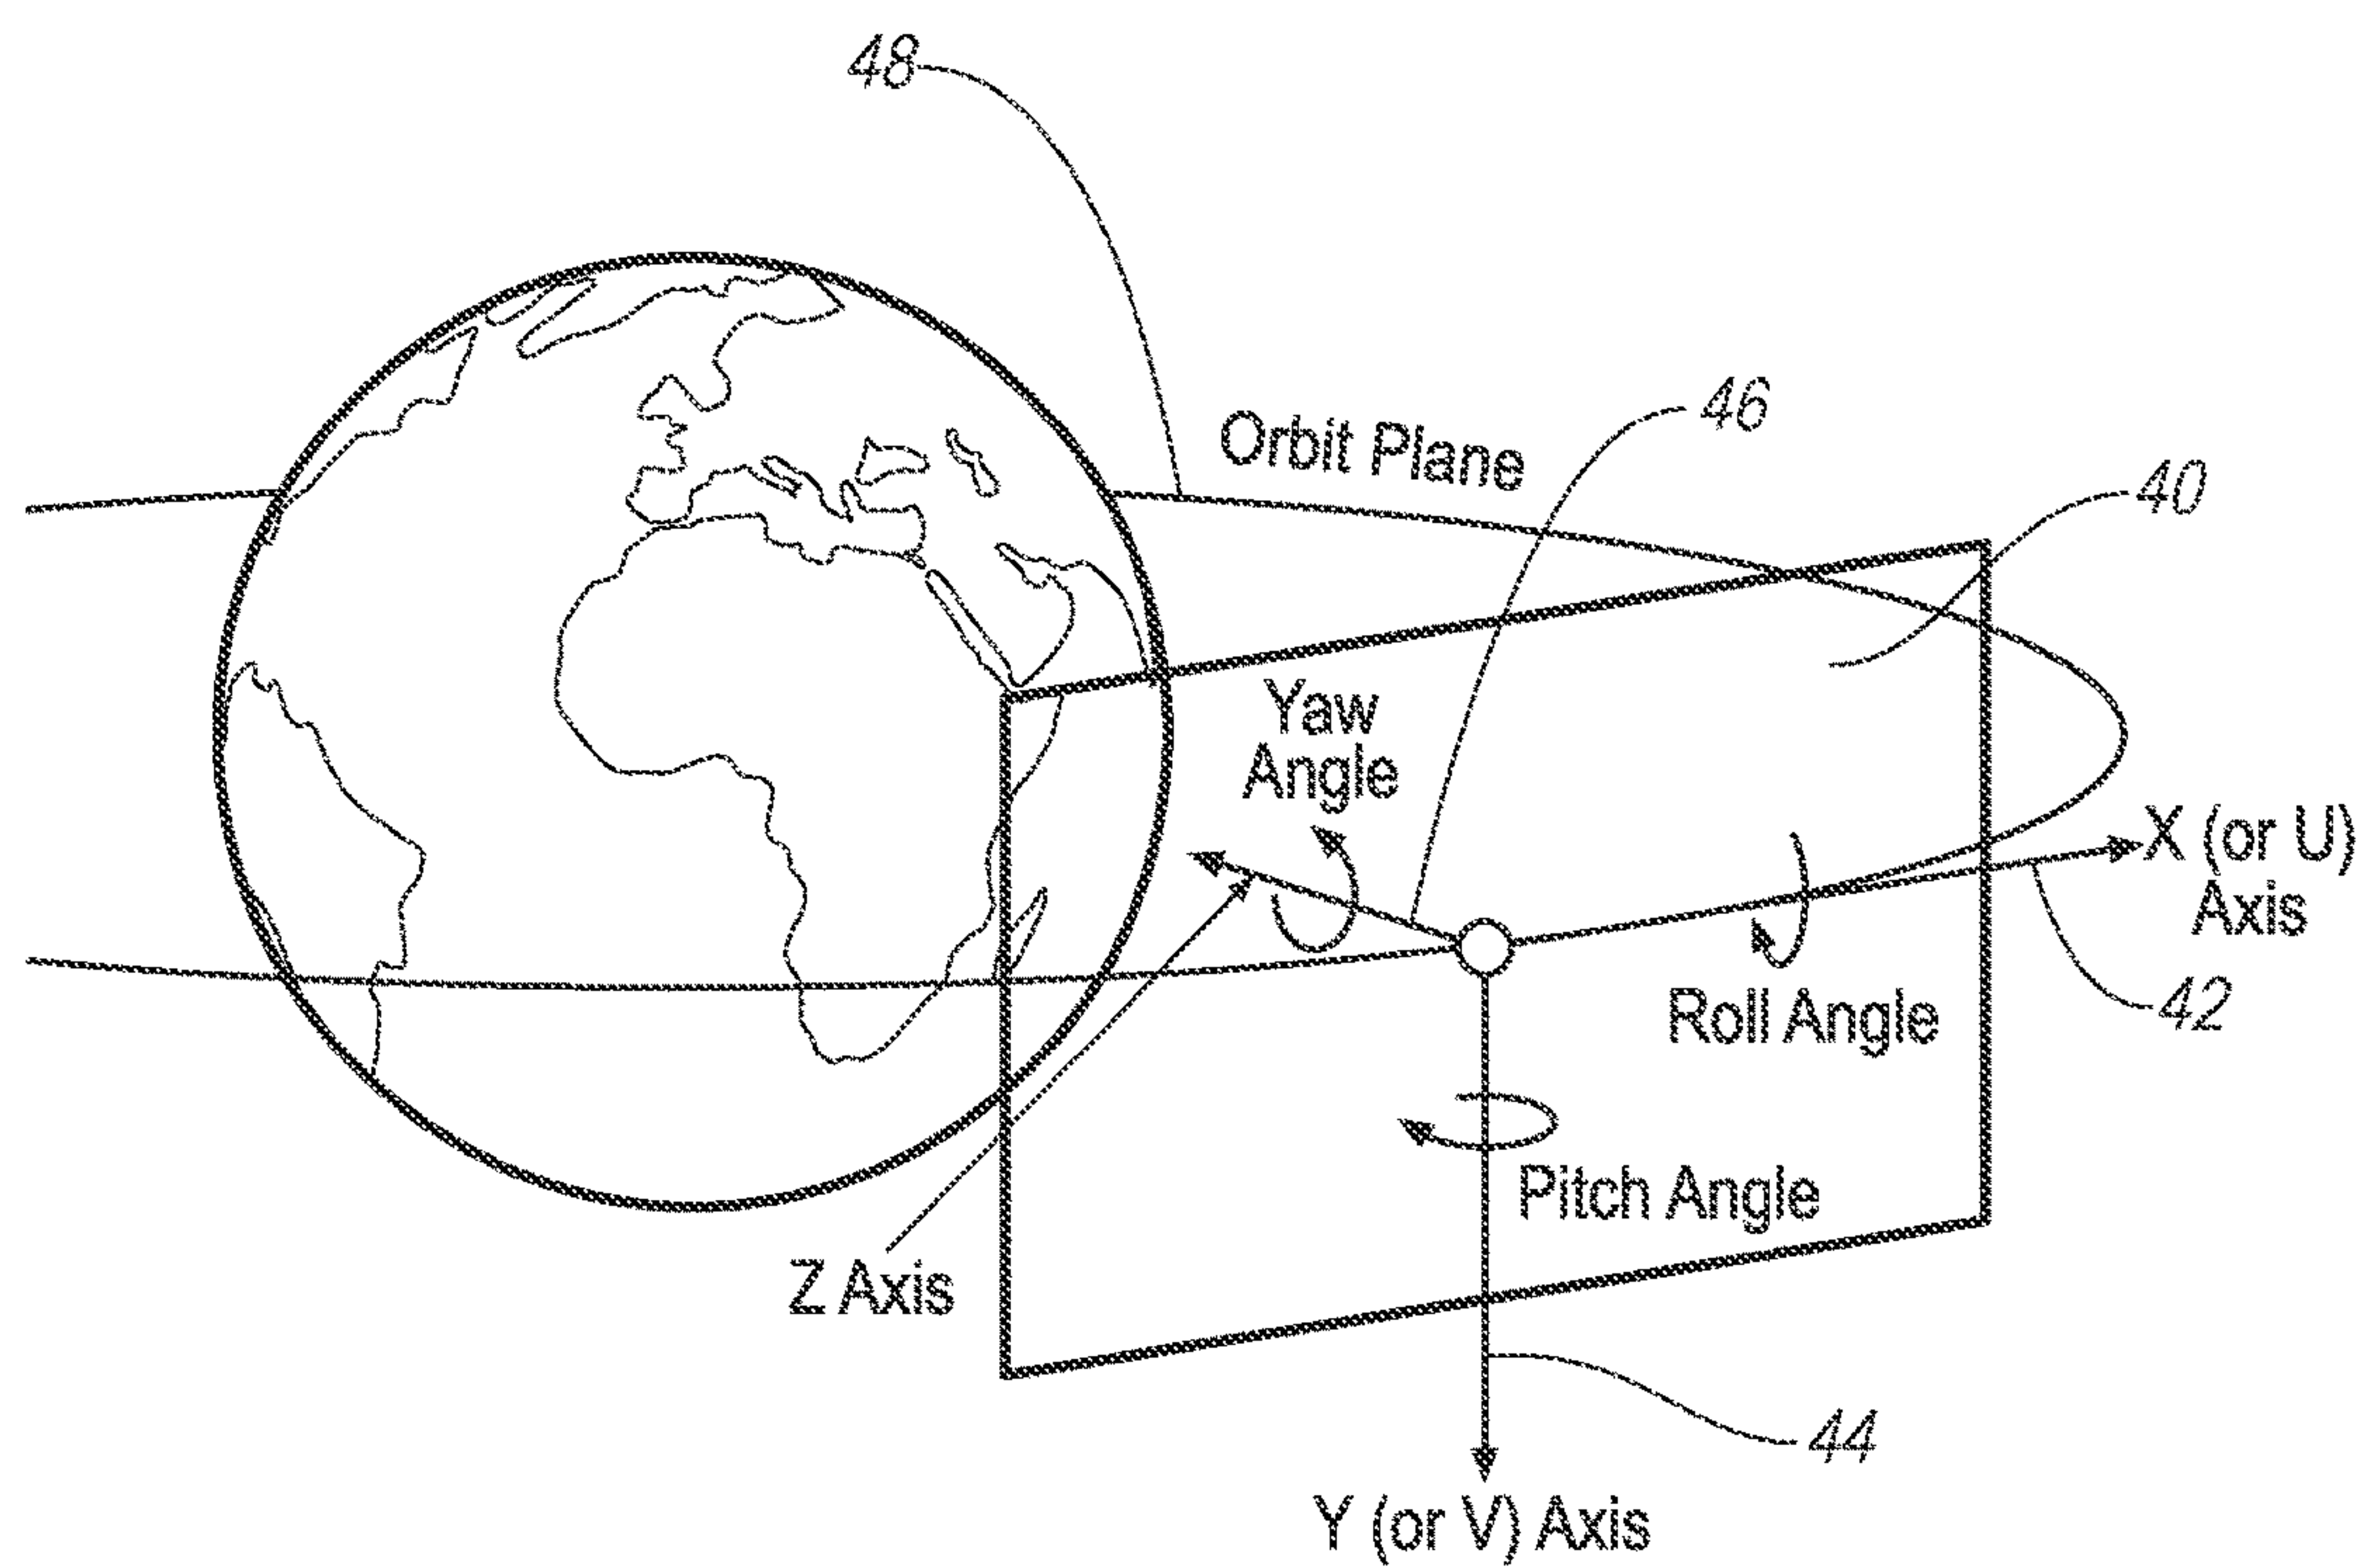 48
46
Orbit Plane
40
Yaw
Angle
X (or U)
Axis
42
Roll Angle
Pitch Angle
Z Axis
44
Y (or V) Axis